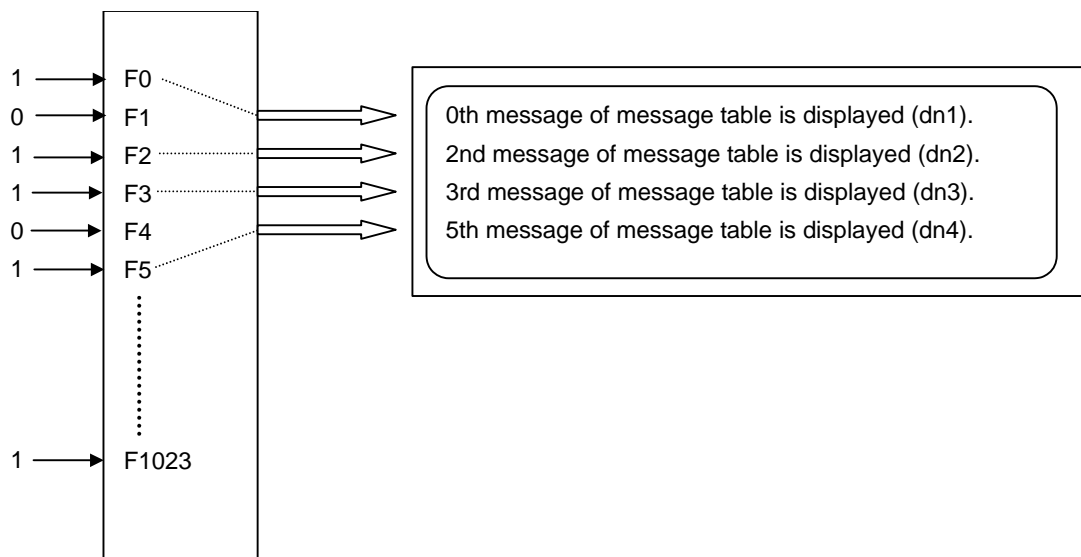 1 F0
0 F1
1 F2
1 F3
0 F4
1 F5
1 F1023
0th message of message table is displayed (dn1).
2nd message of message table is displayed (dn2).
3rd message of message table is displayed (dn3).
5th message of message table is displayed (dn4).